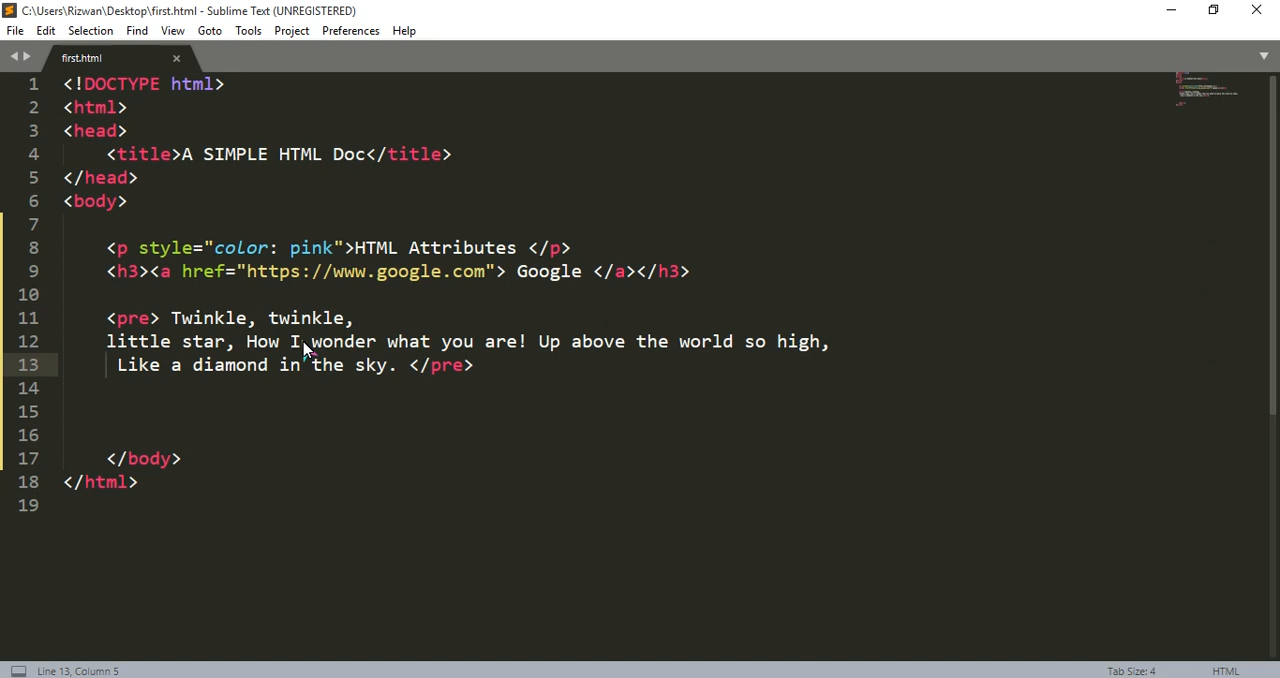 C:\Users\Rizwan\Desktop\first.html - Sublime Text (UNREGISTERED)
File Edit Selection Find View Goto Tools Project Preferences Help
first.html
1 <!DOCTYPE html>
2 <html>
3 <head>
4 <title>A SIMPLE HTML Doc</title>
5 </head>
6 <body>
7
8 <p style="color: pink">HTML Attributes </p>
9 <h3><a href="https://www.google.com"> Google </a></h3>
10
11 <pre> Twinkle, twinkle,
12 little star, How I wonder what you are! Up above the world so high,
13 Like a diamond in the sky. </pre>
14
15
16
17 </body>
18 </html>
19
Line 13, Column 5 Tab Size: 4 HTML